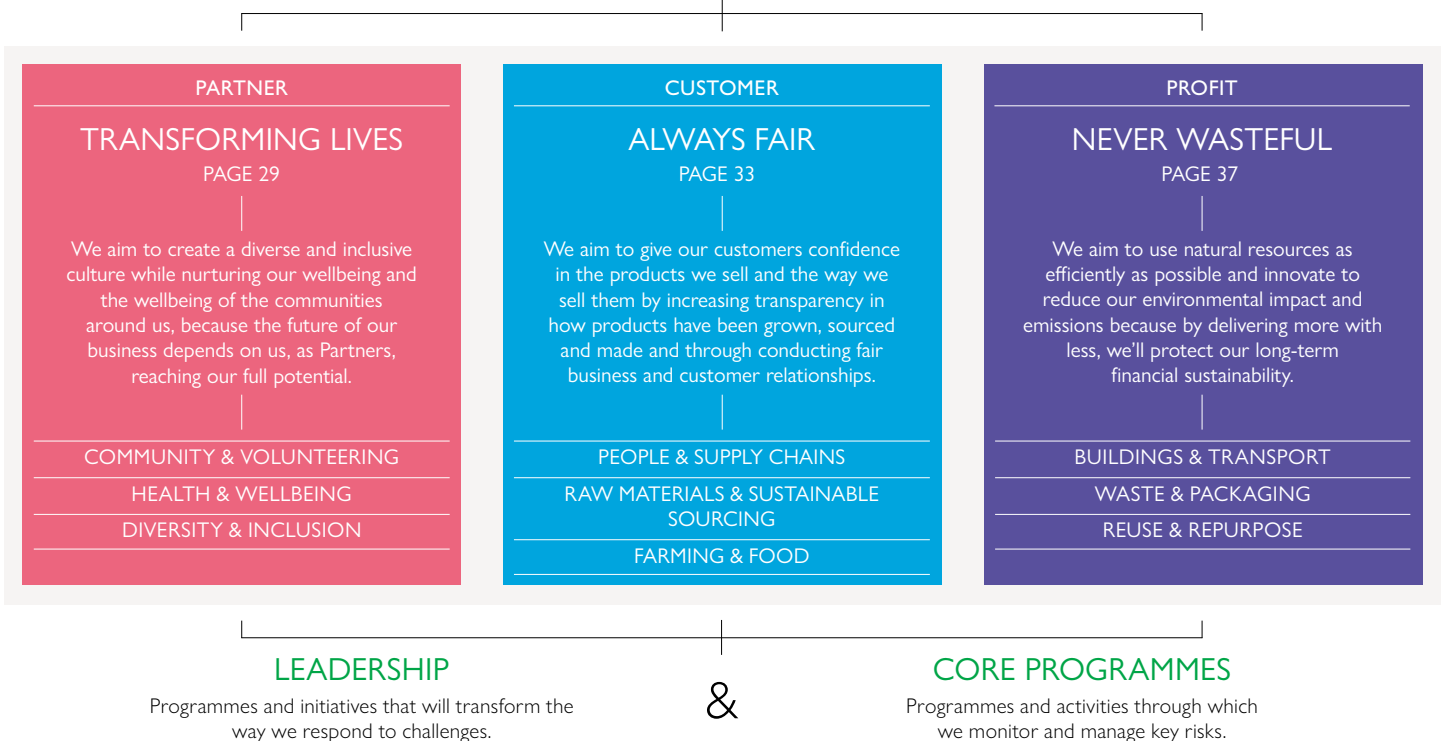 PARTNER
TRANSFORMING LIVES
PAGE 29
We aim to create a diverse and inclusive
culture while nurturing our wellbeing and
the wellbeing of the communities
around us, because the future of our
business depends on us, as Partners,
reaching our full potential.
COMMUNITY & VOLUNTEERING
HEALTH & WELLBEING
DIVERSITY & INCLUSION
CUSTOMER
ALWAYS FAIR
PAGE 33
We aim to give our customers confidence
in the products we sell and the way we
sell them by increasing transparency in
how products have been grown, sourced
and made and through conducting fair
business and customer relationships.
PEOPLE & SUPPLY CHAINS
RAW MATERIALS & SUSTAINABLE
SOURCING
FARMING & FOOD
PROFIT
NEVER WASTEFUL
PAGE 37
We aim to use natural resources as
efficiently as possible and innovate to
reduce our environmental impact and
emissions because by delivering more with
less, we’ll protect our long-term
financial sustainability.
BUILDINGS & TRANSPORT
WASTE & PACKAGING
REUSE & REPURPOSE
LEADERSHIP
Programmes and initiatives that will transform the
way we respond to challenges.
&
CORE PROGRAMMES
Programmes and activities through which
we monitor and manage key risks.